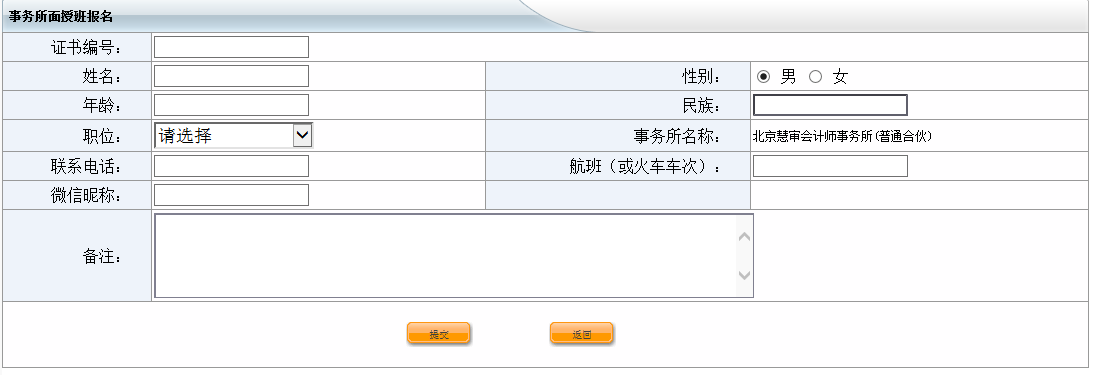 事务所面授班报名
证书编号：
姓名： 性别： 男 女
年龄： 民族：
职位： 请选择 事务所名称： 北京慧审会计师事务所(普通合伙)
联系电话： 航班（或火车车次）：
微信昵称：
备注：
提交 返回